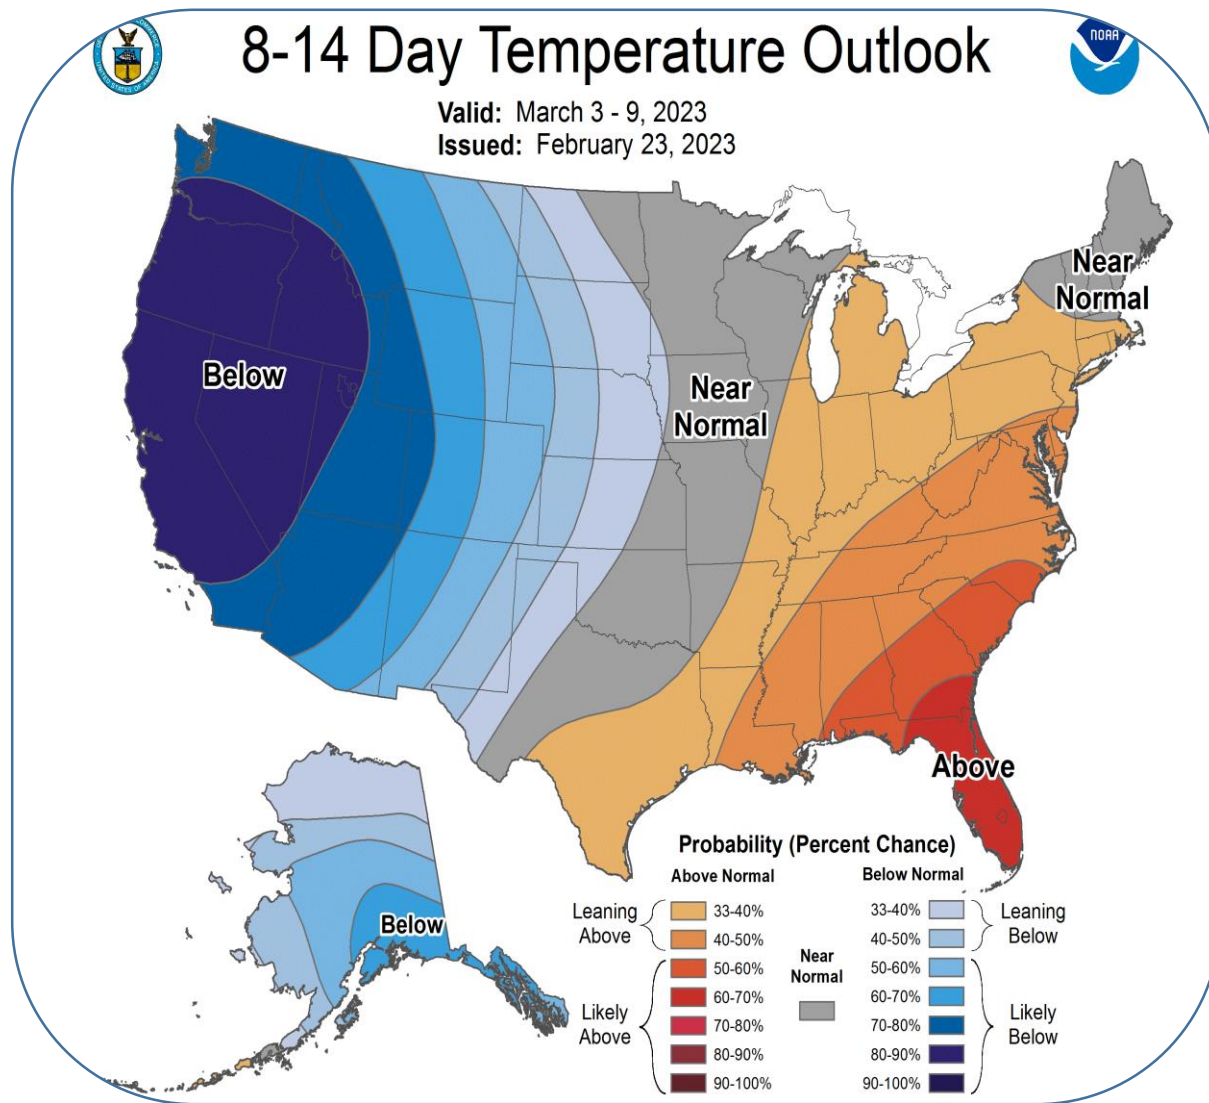 8-14 Day Temperature Outlook
NOAA
Valid: March 3 - 9, 2023
Issued: February 23, 2023
Near
Normal
Below
Near
Normal
Above
Below
Probability (Percent Chance)
Above Normal
Below Normal
Leaning
Above
33-40%
40-50%
Likely
Above
50-60%
60-70%
70-80%
80-90%
90-100%
Near
Normal
33-40%
40-50%
Leaning
Below
50-60%
60-70%
70-80%
80-90%
90-100%
Likely
Below